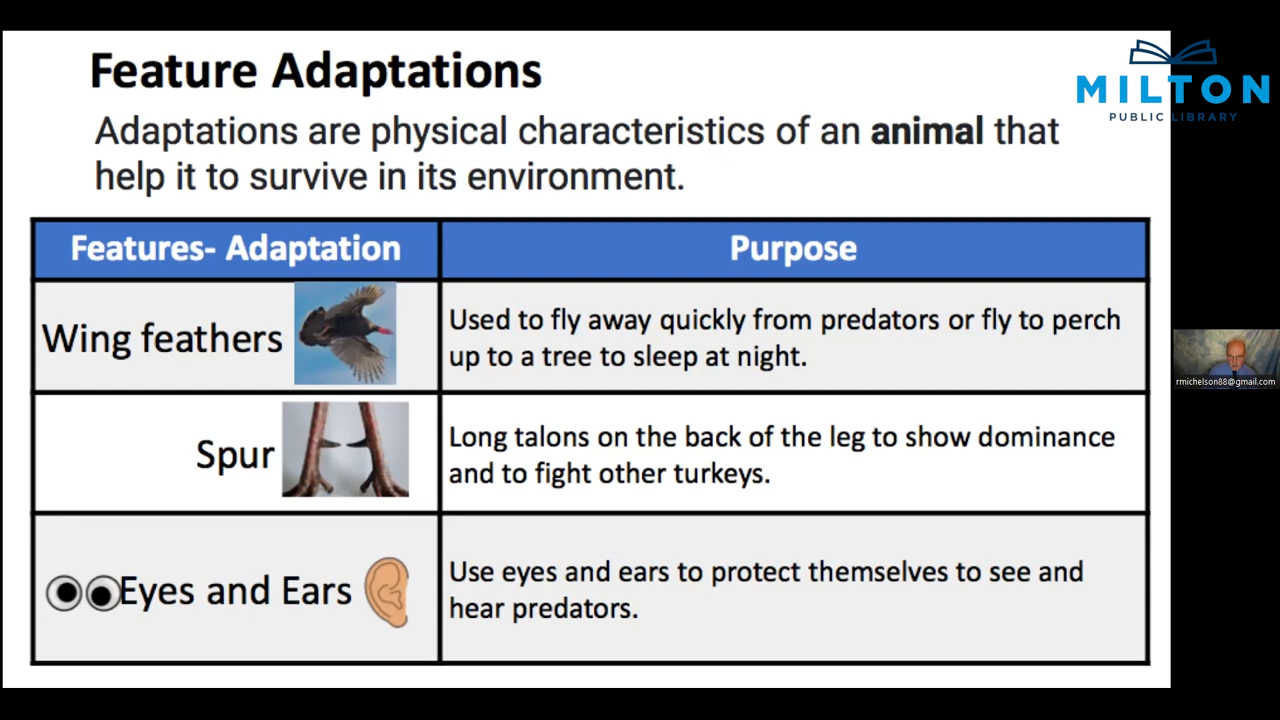 Feature Adaptations
MILTON
PUBLIC LIBRARY
Adaptations are physical characteristics of an animal that
help it to survive in its environment.
Features- Adaptation
Purpose
Wing feathers
Used to fly away quickly from predators or fly to perch
up to a tree to sleep at night.
Spur
Long talons on the back of the leg to show dominance
and to fight other turkeys.
Eyes and Ears
Use eyes and ears to protect themselves to see and
hear predators.
rmichelson88@gmail.com